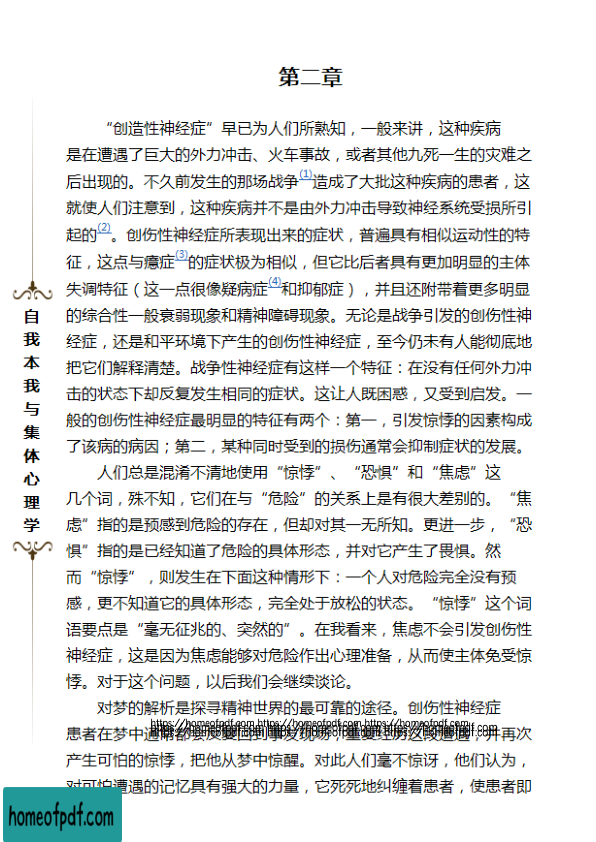 第二章
“创造性神经症”早已为人们所熟知，一般来讲，这种疾病
是在遭遇了巨大的外力冲击、火车事故，或者其他九死一生的灾难之
后出现的。不久前发生的那场战争(1)造成了大批这种疾病的患者，这
就使人们注意到，这种疾病并不是由外力冲击导致神经系统受损所引
起的(2)。创伤性神经症所表现出来的症状，普遍具有相似运动性的特
征，这点与癔症(3)的症状极为相似，但它比后者具有更加明显的主体
失调特征（这一点很像疑病症(4)和抑郁症），并且还附带着更多明显
的综合性一般衰弱现象和精神障碍现象。无论是战争引发的创伤性神
经症，还是和平环境下产生的创伤性神经症，至今仍未有人能彻底地
把它们解释清楚。战争性神经症有这样一个特征：在没有任何外力冲
击的状态下却反复发生相同的症状。这让人既困惑，又受到启发。一
般的创伤性神经症最明显的特征有两个：第一，引发惊悸的因素构成
了该病的病因；第二，某种同时受到的损伤通常会抑制症状的发展。
人们总是混淆不清地使用“惊悸”、“恐惧”和“焦虑”这
几个词，殊不知，它们在与“危险”的关系上是有很大差别的。“焦
虑”指的是预感到危险的存在，但却对其一无所知。更进一步，“恐
惧”指的是已经知道了危险的具体形态，并对它产生了畏惧。然
而“惊悸”，则发生在下面这种情形下：一个人对危险完全没有预
感，更不知道它的具体形态，完全处于放松的状态。“惊悸”这个词
语要点是“毫无征兆的、突然的”。在我看来，焦虑不会引发创伤性
神经症，这是因为焦虑能够对危险作出心理准备，从而使主体免受惊
悸。对于这个问题，以后我们会继续谈论。
对梦的解析是探寻精神世界的最可靠的途径。创伤性神经症
https://homeofpdf.com https://homeofpdf.com https://homeofpdf.com
患者在梦中通常都会反复回到事发现场，重复经历这段遭遇，并再次
产生可怕的惊悸，把他从梦中惊醒。对此人们毫不惊讶，他们认为，
对可怕遭遇的记忆具有强大的力量，它死死地纠缠着患者，使患者即
自我本我与集体心理学
homeofpdf.com